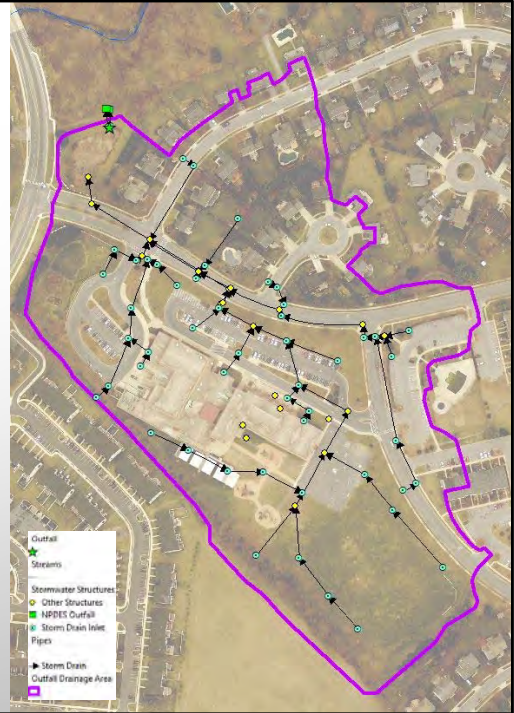 Outfall
Streams
Stormwater Structures
Other Structures
NPDES Outfall
Storm Drain Inlet
Pipes
Storm Drain
Outfall Drainage Area